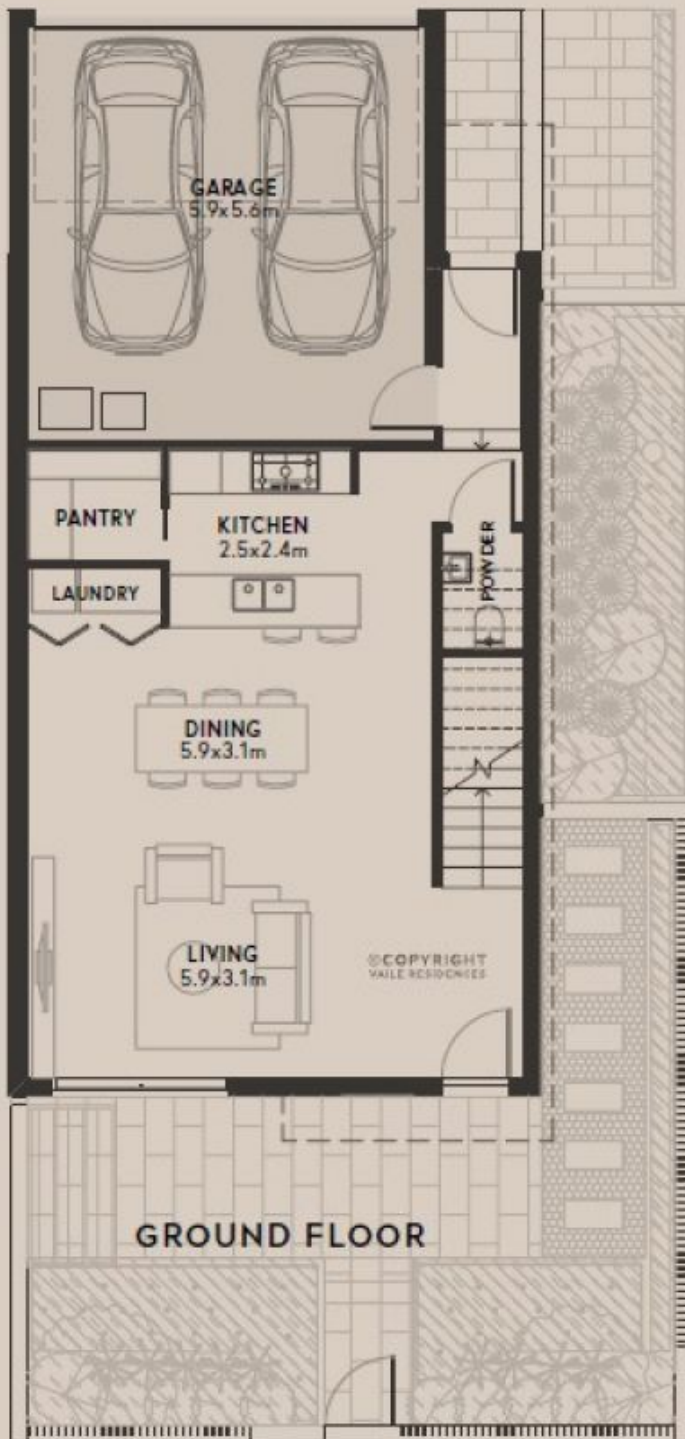 GARAGE
5.9x5.6m
PANTRY
KITCHEN
2.5x2.4m
LAUNDRY
POWDER
DINING
5.9x3.1m
LIVING
5.9x3.1m
©COPYRIGHT
VAILE RESIDENCES
GROUND FLOOR